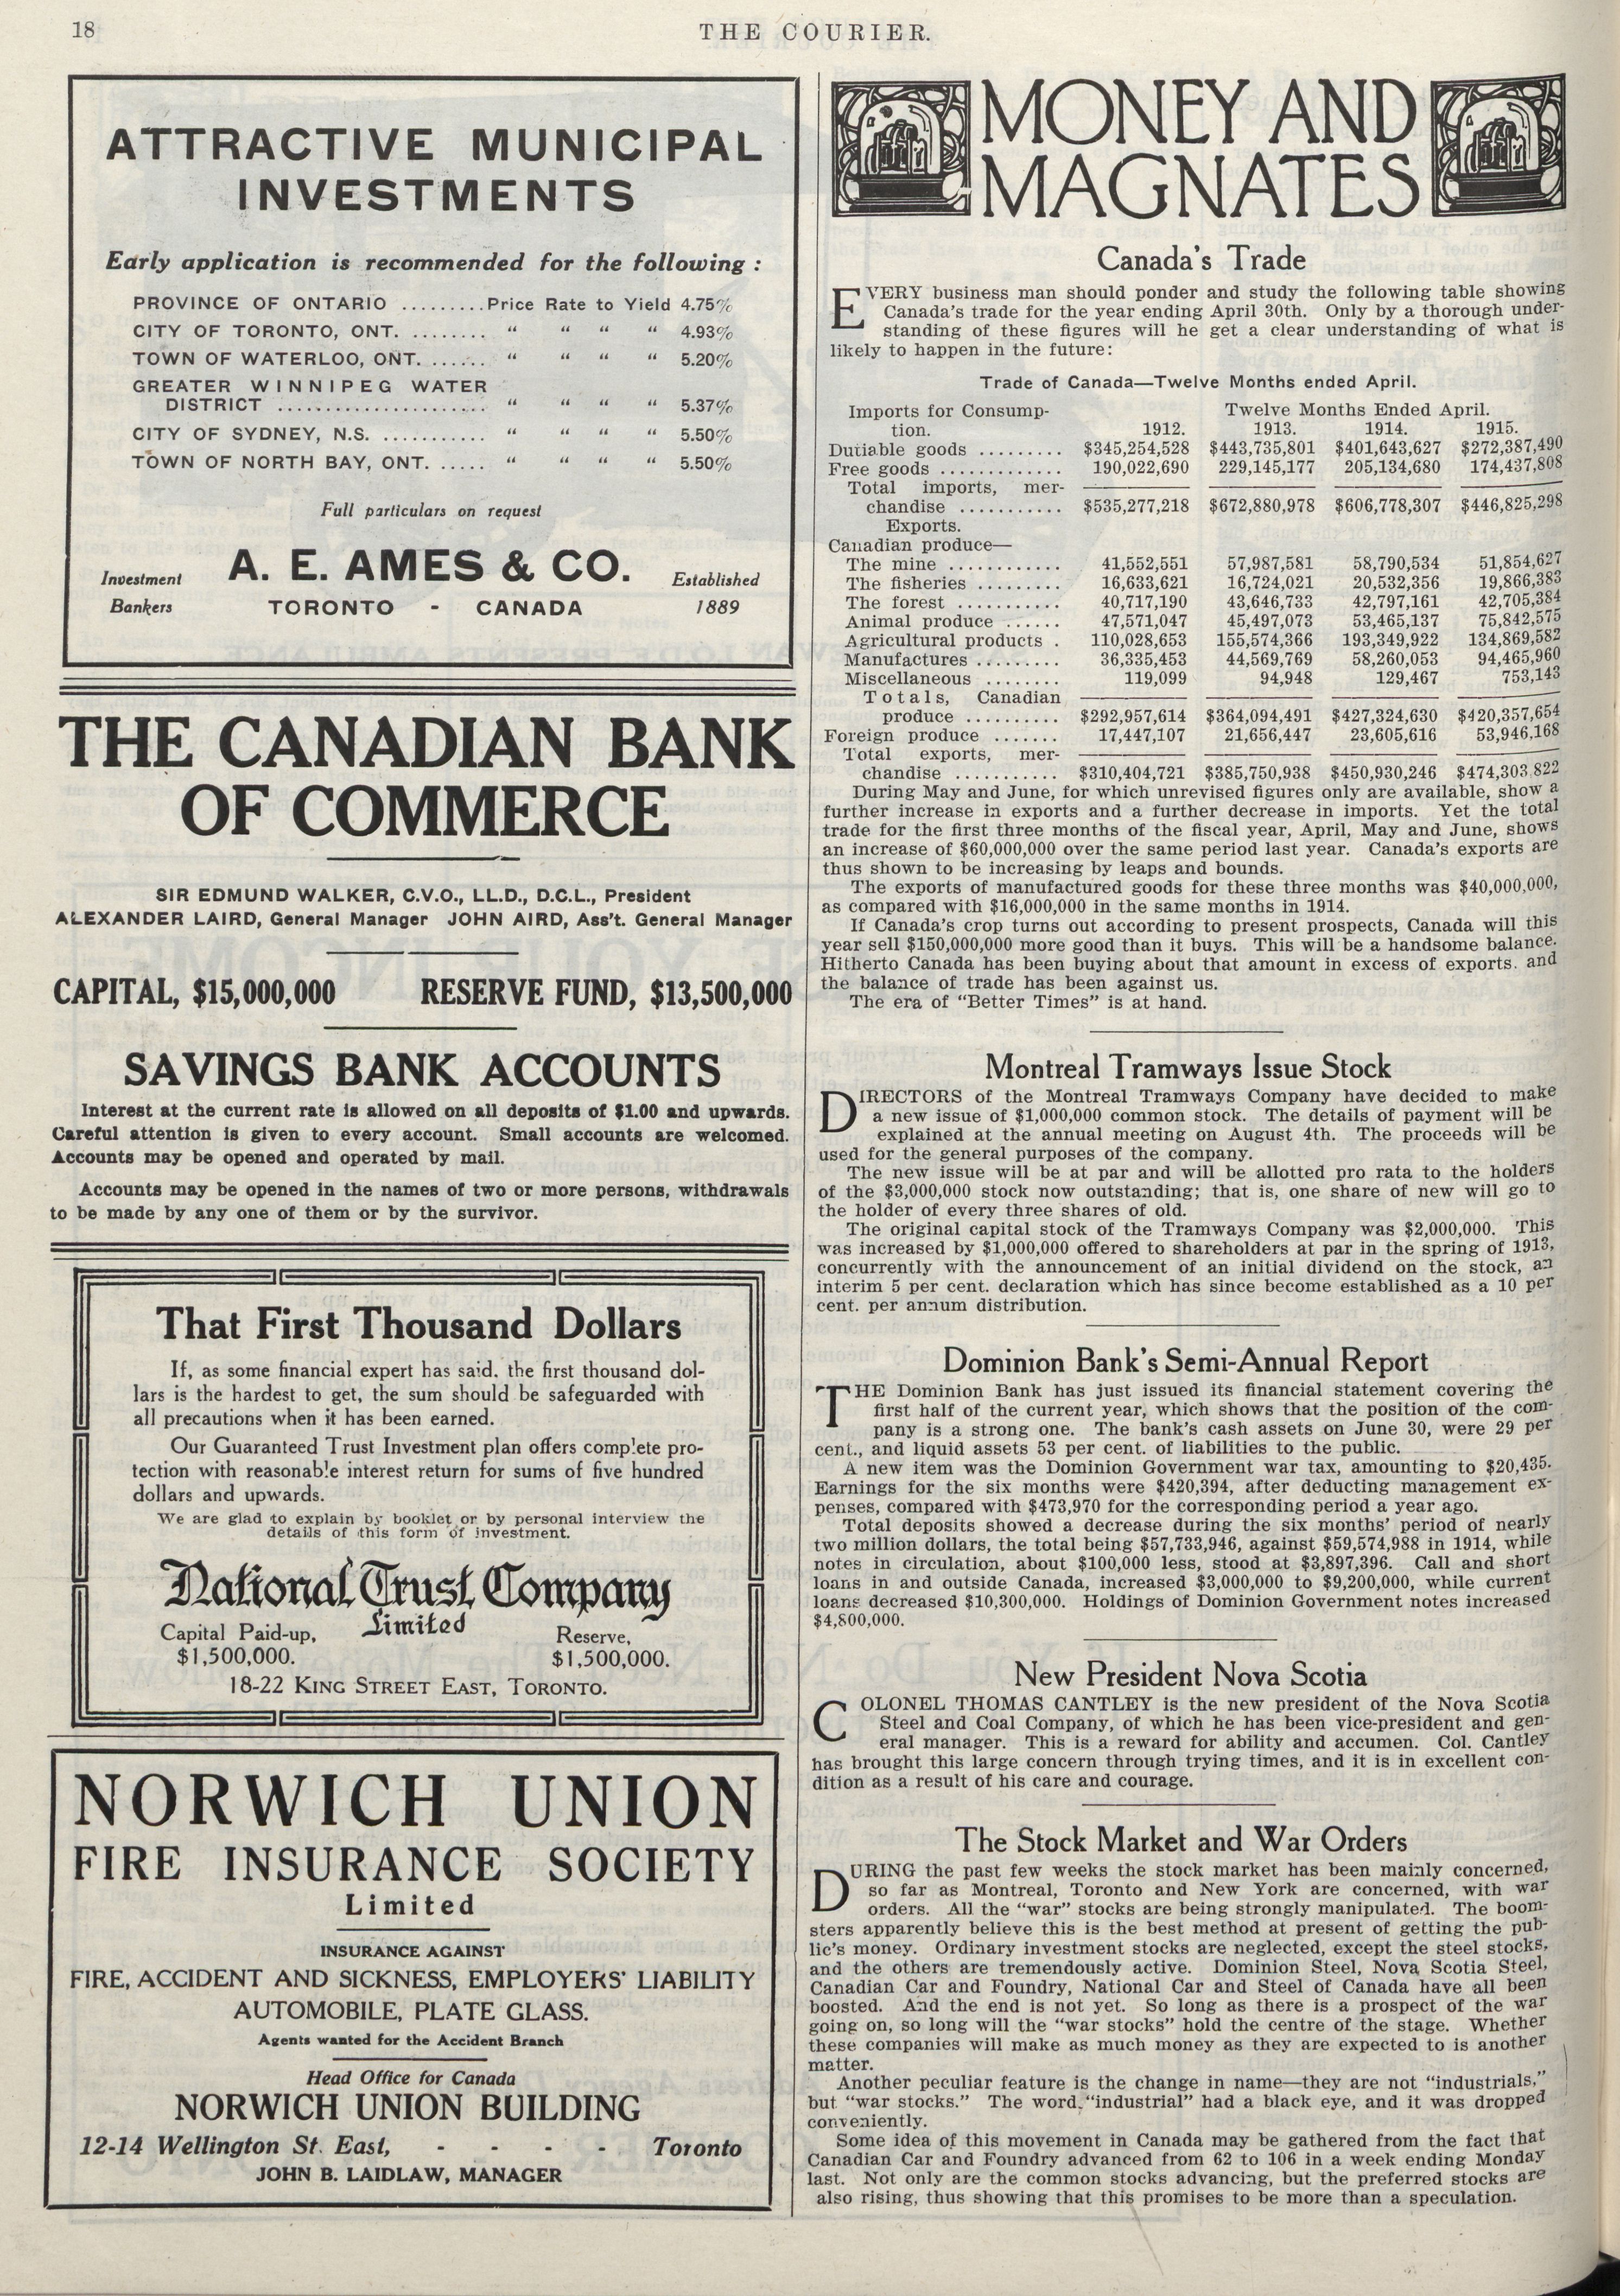 18
THE COURIER.
ATTRACTIVE MUNICIPAL
INVESTMENTS
Early application is recommended for the following :
PROVINCE OF ONTARIO .........Price Rate to Yield 4.75%
CITY OF TORONTO, ONT. ........ " " " " 4.93%
TOWN OF WATERLOO, ONT. ...... " " " " 5.20%
GREATER WINNIPEG WATER
DISTRICT ....................... " " " " 5.37%
CITY OF SYDNEY, N.S. ........... " " " " 5.50%
TOWN OF NORTH BAY, ONT. ..... " " " " 5.50%
Full particulars on request
Investment Bankers
A. E. AMES & CO.
TORONTO - CANADA
Established 1889
THE CANADIAN BANK
OF COMMERCE
SIR EDMUND WALKER, C.V.O., LL.D., D.C.L., President
ALEXANDER LAIRD, General Manager JOHN AIRD, Ass't. General Manager
CAPITAL, $15,000,000 RESERVE FUND, $13,500,000
SAVINGS BANK ACCOUNTS
Interest at the current rate is allowed on all deposits of $1.00 and upwards.
Careful attention is given to every account. Small accounts are welcomed.
Accounts may be opened and operated by mail.
Accounts may be opened in the names of two or more persons, withdrawals
to be made by any one of them or by the survivor.
That First Thousand Dollars
If, as some financial expert has said. the first thousand dol-
lars is the hardest to get, the sum should be safeguarded with
all precautions when it has been earned.
Our Guaranteed Trust Investment plan offers complete pro-
tection with reasonable interest return for sums of five hundred
dollars and upwards.
We are glad to explain by booklet or by personal interview the
details of this form of investment.
National Trust Company
Limited
Capital Paid-up, $1,500,000.
Reserve, $1,500,000.
18-22 KING STREET EAST, TORONTO.
NORWICH UNION
FIRE INSURANCE SOCIETY
Limited
INSURANCE AGAINST
FIRE, ACCIDENT AND SICKNESS, EMPLOYERS' LIABILITY
AUTOMOBILE, PLATE GLASS.
Agents wanted for the Accident Branch
Head Office for Canada
NORWICH UNION BUILDING
12-14 Wellington St. East, - - - - Toronto
JOHN B. LAIDLAW, MANAGER
MONEY AND
MAGNATES
Canada's Trade
EVERY business man should ponder and study the following table showing
Canada's trade for the year ending April 30th. Only by a thorough under-
standing of these figures will he get a clear understanding of what is
likely to happen in the future:
Trade of Canada—Twelve Months ended April.
Imports for Consump- Twelve Months Ended April.
tion. 1912. 1913. 1914. 1915.
Dutiable goods ......... $345,254,528 $443,735,801 $401,643,627 $272,387,490
Free goods ............. 190,022,690 229,145,177 205,134,680 174,437,808
Total imports, mer-
chandise ........... $535,277,218 $672,880,978 $606,778,307 $446,825,298
Exports.
Canadian produce—
The mine ............ 41,552,551 57,987,581 58,790,534 51,854,627
The fisheries ......... 16,633,621 16,724,021 20,532,356 19,866,383
The forest ........... 40,717,190 43,646,733 42,797,161 42,705,384
Animal produce ...... 47,571,047 45,497,073 53,465,137 75,842,575
Agricultural products . 110,028,653 155,574,366 193,349,922 134,869,582
Manufactures ......... 36,335,453 44,569,769 58,260,053 94,465,960
Miscellaneous ........ 119,099 94,948 129,467 753,143
Totals, Canadian
produce .......... $292,957,614 $364,094,491 $427,324,630 $420,357,654
Foreign produce ....... 17,447,107 21,656,447 23,605,616 53,946,168
Total exports, mer-
chandise ........... $310,404,721 $385,750,938 $450,930,246 $474,303,822
During May and June, for which unrevised figures only are available, show a
further increase in exports and a further decrease in imports. Yet the total
trade for the first three months of the fiscal year, April, May and June, shows
an increase of $60,000,000 over the same period last year. Canada's exports are
thus shown to be increasing by leaps and bounds.
The exports of manufactured goods for these three months was $40,000,000,
as compared with $16,000,000 in the same months in 1914.
If Canada's crop turns out according to present prospects, Canada will this
year sell $150,000,000 more good than it buys. This will be a handsome balance.
Hitherto Canada has been buying about that amount in excess of exports. and
the balance of trade has been against us.
The era of "Better Times" is at hand.
Montreal Tramways Issue Stock
DIRECTORS of the Montreal Tramways Company have decided to make
a new issue of $1,000,000 common stock. The details of payment will be
explained at the annual meeting on August 4th. The proceeds will be
used for the general purposes of the company.
The new issue will be at par and will be allotted pro rata to the holders
of the $3,000,000 stock now outstanding; that is, one share of new will go to
the holder of every three shares of old.
The original capital stock of the Tramways Company was $2,000,000. This
was increased by $1,000,000 offered to shareholders at par in the spring of 1913,
concurrently with the announcement of an initial dividend on the stock, an
interim 5 per cent. declaration which has since become established as a 10 per
cent. per annum distribution.
Dominion Bank's Semi-Annual Report
THE Dominion Bank has just issued its financial statement covering the
first half of the current year, which shows that the position of the com-
pany is a strong one. The bank's cash assets on June 30, were 29 per
cent., and liquid assets 53 per cent. of liabilities to the public.
A new item was the Dominion Government war tax, amounting to $20,435.
Earnings for the six months were $420,394, after deducting management ex-
penses, compared with $473,970 for the corresponding period a year ago.
Total deposits showed a decrease during the six months' period of nearly
two million dollars, the total being $57,733,946, against $59,574,988 in 1914, while
notes in circulation, about $100,000 less, stood at $3,897,396. Call and short
loans in and outside Canada, increased $3,000,000 to $9,200,000, while current
loans decreased $10,300,000. Holdings of Dominion Government notes increased
$4,800,000.
New President Nova Scotia
COLONEL THOMAS CANTLEY is the new president of the Nova Scotia
Steel and Coal Company, of which he has been vice-president and gen-
eral manager. This is a reward for ability and accumen. Col. Cantley
has brought this large concern through trying times, and it is in excellent con-
dition as a result of his care and courage.
The Stock Market and War Orders
DURING the past few weeks the stock market has been mainly concerned,
so far as Montreal, Toronto and New York are concerned, with war
orders. All the "war" stocks are being strongly manipulated. The boom-
sters apparently believe this is the best method at present of getting the pub-
lic's money. Ordinary investment stocks are neglected, except the steel stocks,
and the others are tremendously active. Dominion Steel, Nova Scotia Steel,
Canadian Car and Foundry, National Car and Steel of Canada have all been
boosted. And the end is not yet. So long as there is a prospect of the war
going on, so long will the "war stocks" hold the centre of the stage. Whether
these companies will make as much money as they are expected to is another
matter.
Another peculiar feature is the change in name—they are not "industrials,"
but "war stocks." The word "industrial" had a black eye, and it was dropped
conveniently.
Some idea of this movement in Canada may be gathered from the fact that
Canadian Car and Foundry advanced from 62 to 106 in a week ending Monday
last. Not only are the common stocks advancing, but the preferred stocks are
also rising, thus showing that this promises to be more than a speculation.